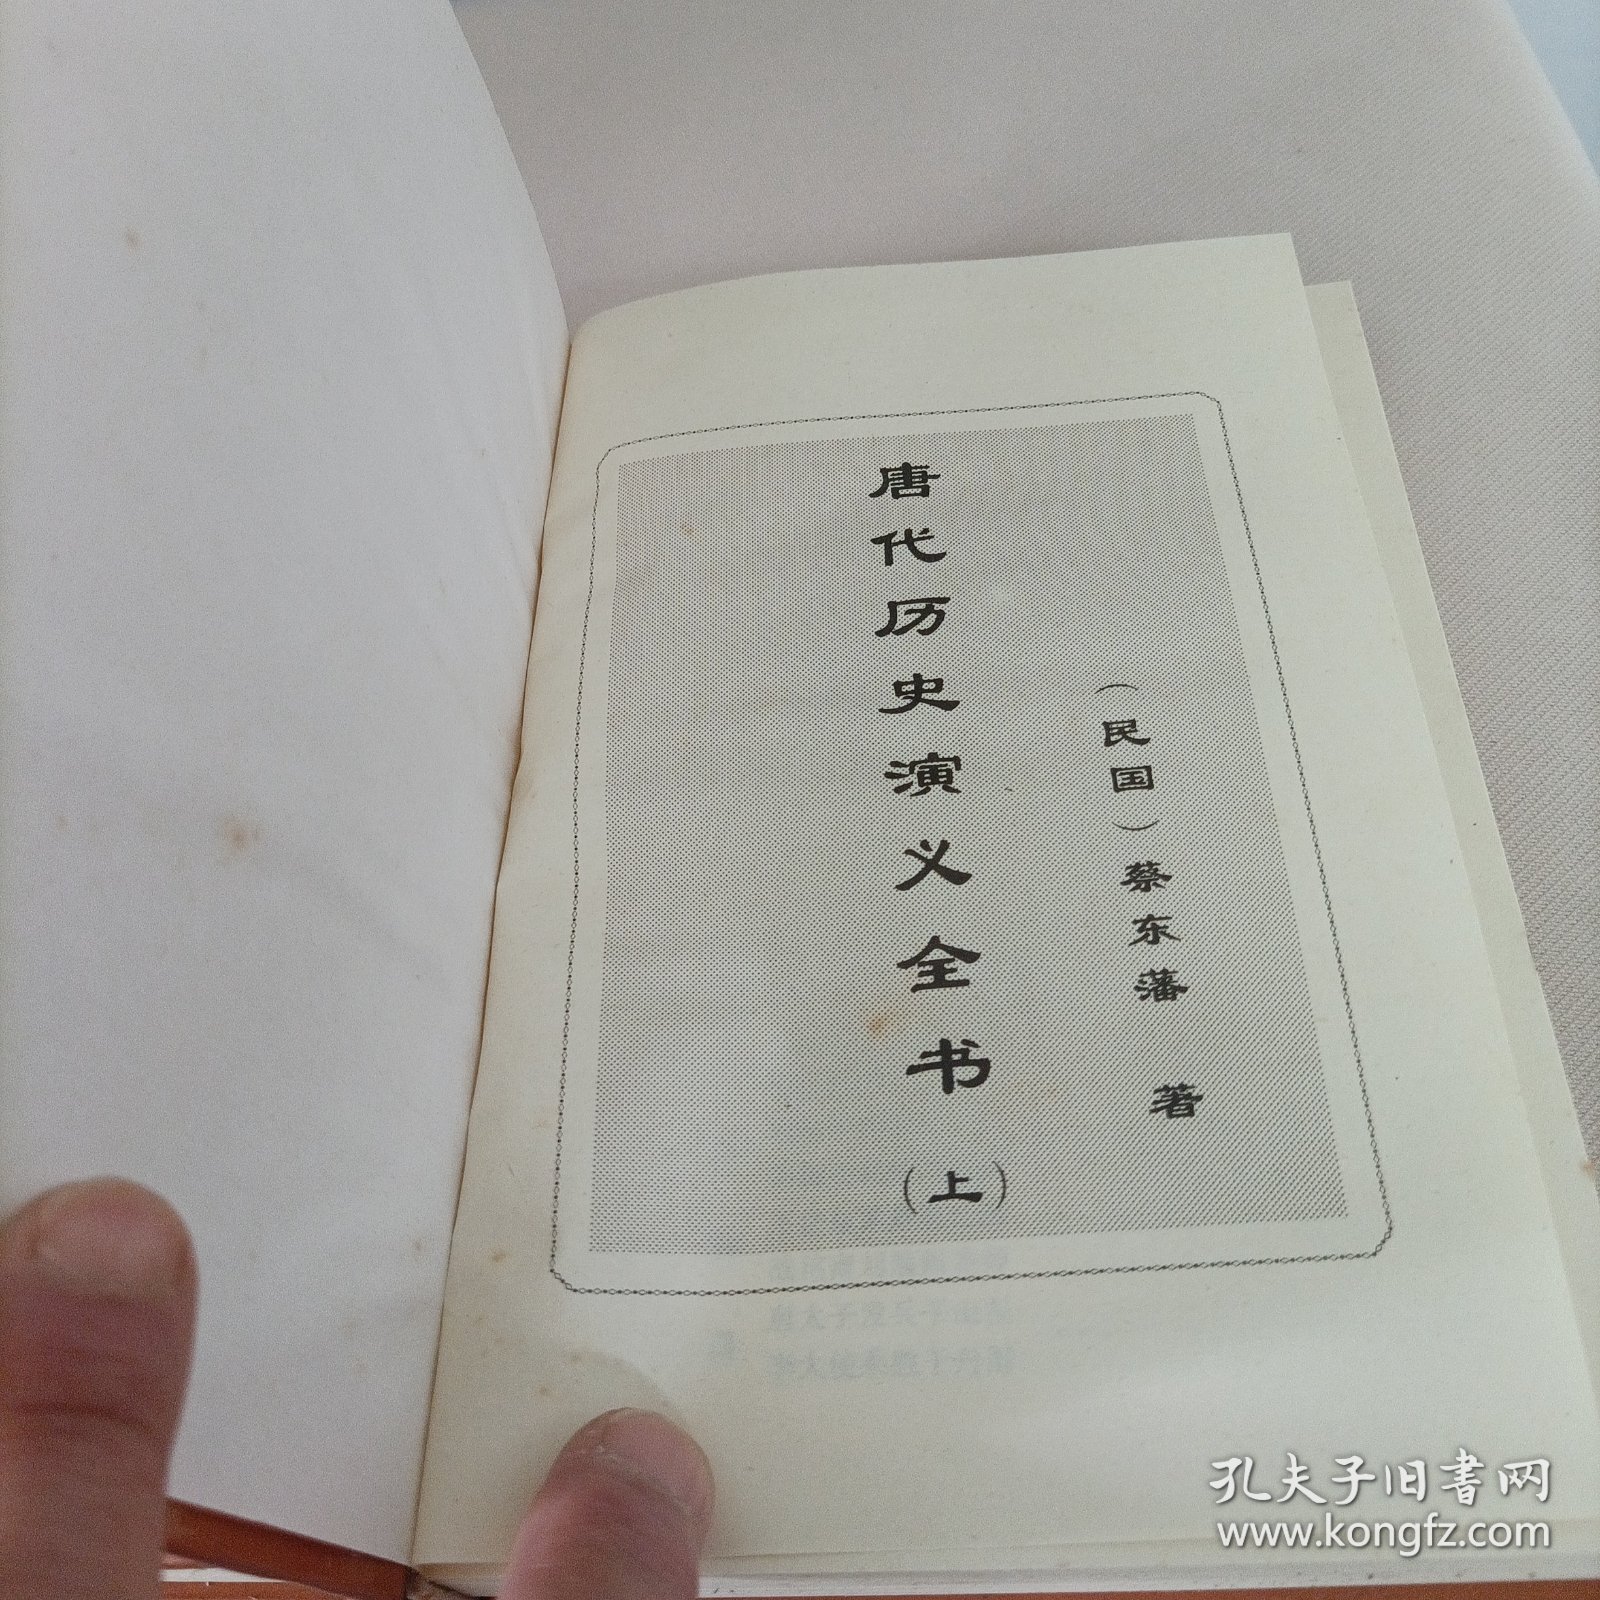 唐代历史演义全书
(上)
(民国)蔡东藩 著
孔夫子旧書网
www.kongfz.com